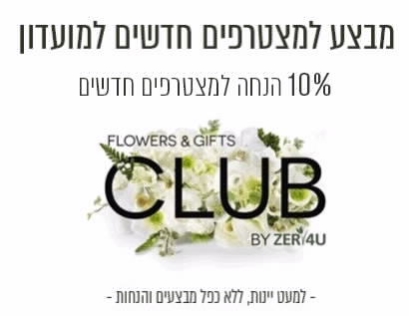 מבצע למצטרפים חדשים למועדון
10% הנחה למצטרפים חדשים
FLOWERS & GIFTS
CLUB
BY ZER4U
- למעט יינות, ללא כפל מבצעים והנחות -